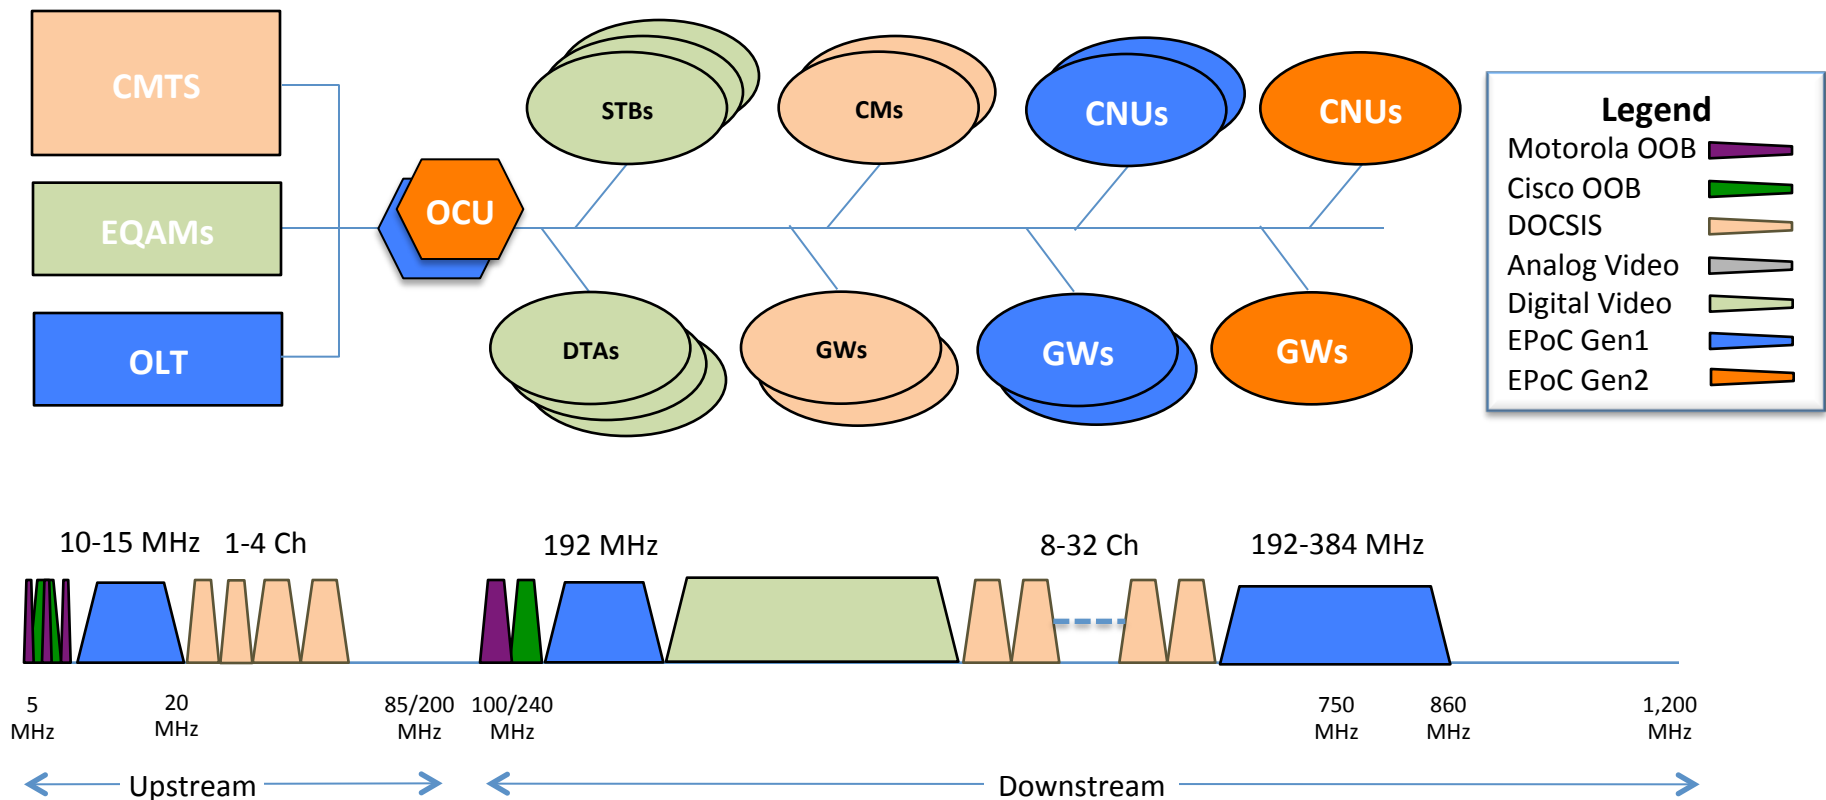 CMTS
STBs
CMs
CNUs
CNUs
EQAMs
OCU
OLT
DTAs
GWs
GWs
GWs
Legend
Motorola OOB
Cisco OOB
DOCSIS
Analog Video
Digital Video
EPoC Gen1
EPoC Gen2
10-15 MHz
1-4 Ch
192 MHz
8-32 Ch
192-384 MHz
5
MHz
20
MHz
85/200
MHz
100/240
MHz
750
MHz
860
MHz
1,200
MHz
Upstream
Downstream